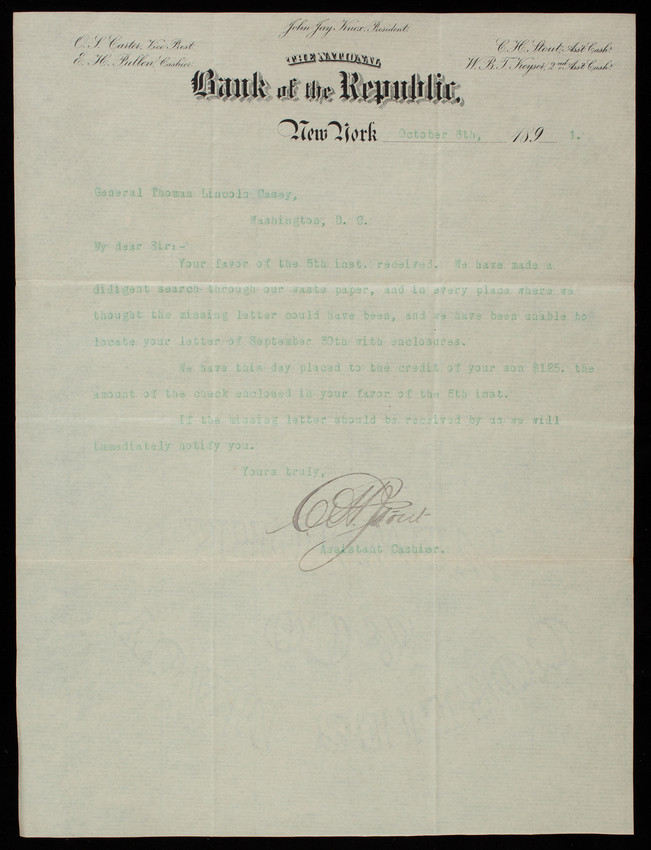 John Jay Knox, President.
O. S. Carter, Vice Prest.
E. H. Pullen, Cashier.
C. H. Stout, Ass't Cash'r
W. B. T. Keyser, 2nd Ass't Cash'r
THE NATIONAL
Bank of the Republic,
New York October 6th, 1891.
General Thomas Lincoln Casey,
Washington, D. C.
My dear Sir:-
Your favor of the 5th inst. received. We have made a
diligent search through our waste paper, and in every place where we
thought the missing letter could have been, and we have been unable to
locate your letter of September 30th with enclosures.
We have this day placed to the credit of your son $125. the
amount of the check enclosed in your favor of the 5th inst.
If the missing letter should be received by us we will
immediately notify you.
Yours truly,
C. H. Stout
Assistant Cashier.